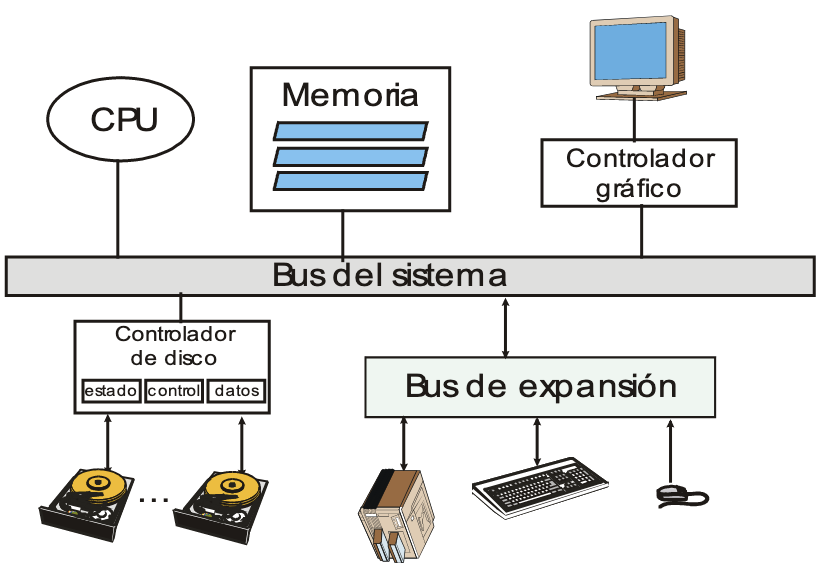 CPU
Memoria
Controlador
gráfico
Bus del sistema
Controlador
de disco
estado control datos
Bus de expansión
...